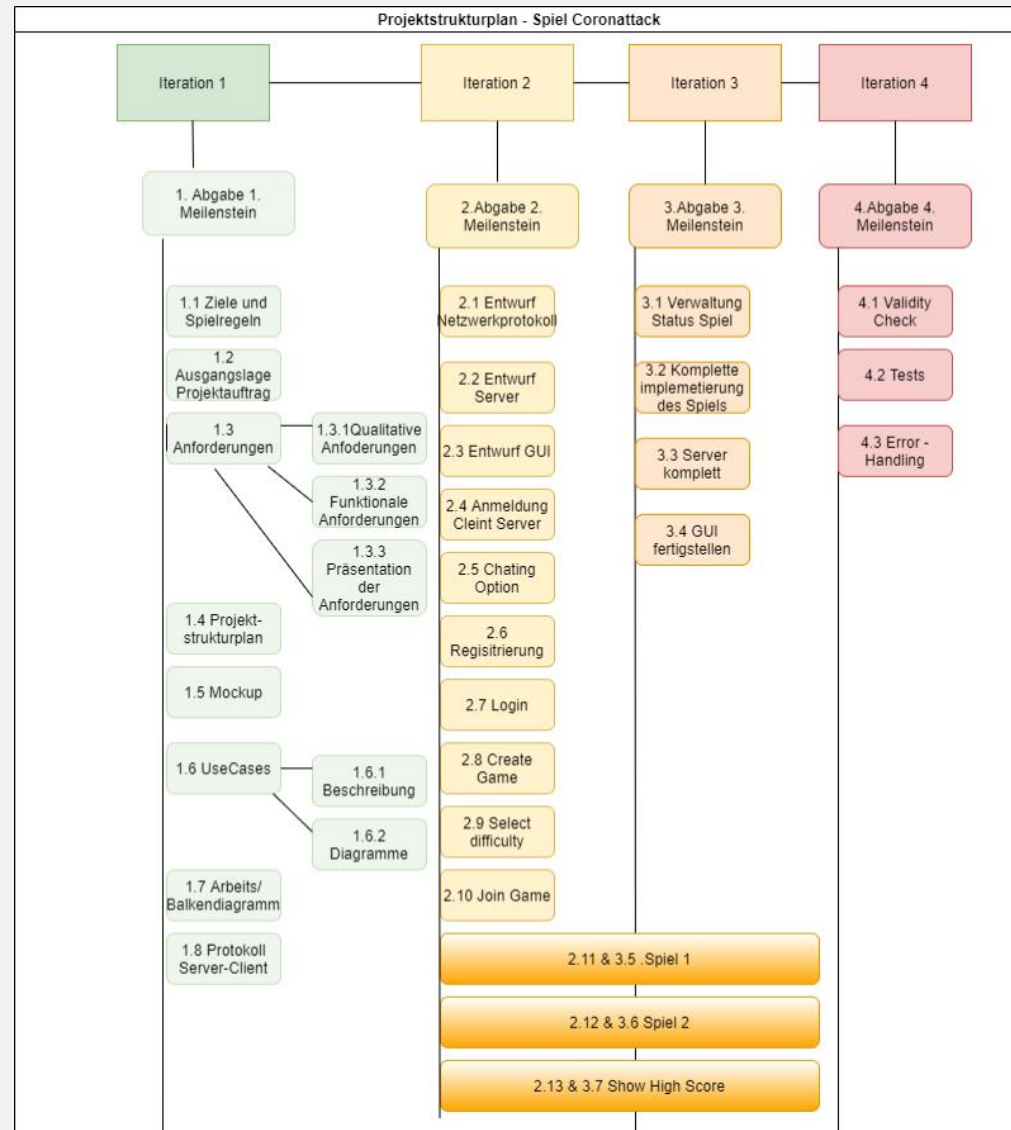 Projektstrukturplan - Spiel Coronattack
Iteration 1
Iteration 2
Iteration 3
Iteration 4
1. Abgabe 1.
Meilenstein
2.Abgabe 2.
Meilenstein
3.Abgabe 3.
Meilenstein
4.Abgabe 4.
Meilenstein
1.1 Ziele und
Spielregeln
1.2
Ausgangslage
Projektauftrag
1.3
Anforderungen
1.3.1Qualitative
Anfoderungen
1.3.2
Funktionale
Anforderungen
1.3.3
Präsentation
der
Anforderungen
1.4 Projekt-
strukturplan
1.5 Mockup
1.6 UseCases
1.6.1
Beschreibung
1.6.2
Diagramme
1.7 Arbeits/
Balkendiagramm
1.8 Protokoll
Server-Client
2.1 Entwurf
Netzwerkprotokoll
2.2 Entwurf
Server
2.3 Entwurf GUI
2.4 Anmeldung
Cleint Server
2.5 Chating
Option
2.6
Regisitrierung
2.7 Login
2.8 Create
Game
2.9 Select
difficulty
2.10 Join Game
3.1 Verwaltung
Status Spiel
3.2 Komplette
implemetierung
des Spiels
3.3 Server
komplett
3.4 GUI
fertigstellen
4.1 Validity
Check
4.2 Tests
4.3 Error -
Handling
2.11 & 3.5 .Spiel 1
2.12 & 3.6 Spiel 2
2.13 & 3.7 Show High Score